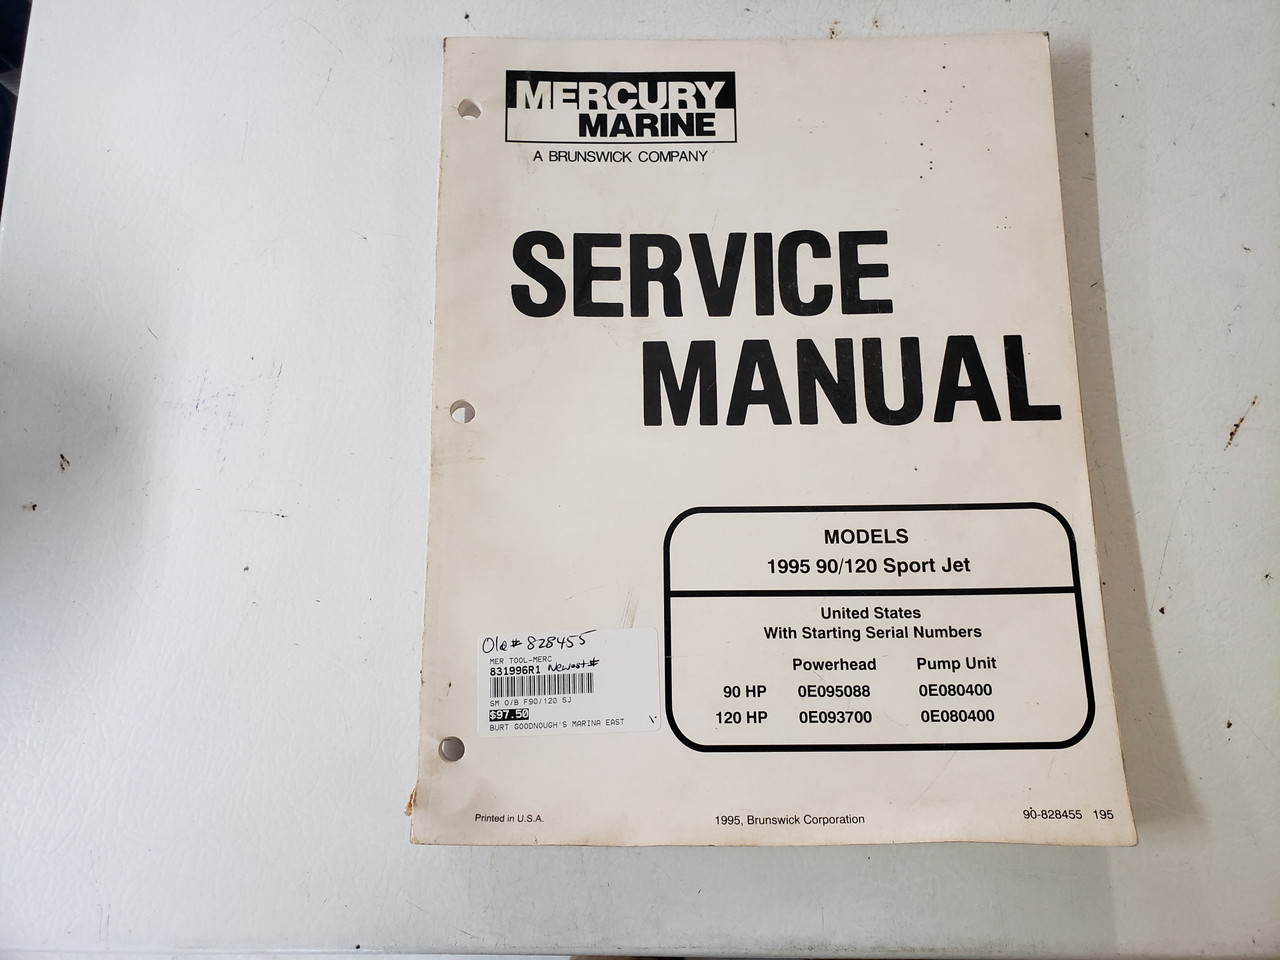 MERCURY
MARINE
A BRUNSWICK COMPANY
SERVICE
MANUAL
MODELS
1995 90/120 Sport Jet
United States
With Starting Serial Numbers
Powerhead Pump Unit
90 HP 0E095088 0E080400
120 HP 0E093700 0E080400
Old # 828455
MER TOOL-MERC
831996R1 Newest #
SM O/B F90/120 SJ
$97.50
BURT GOODNOUGH'S MARINA EAST
Printed in U.S.A. 1995, Brunswick Corporation 90-828455 195